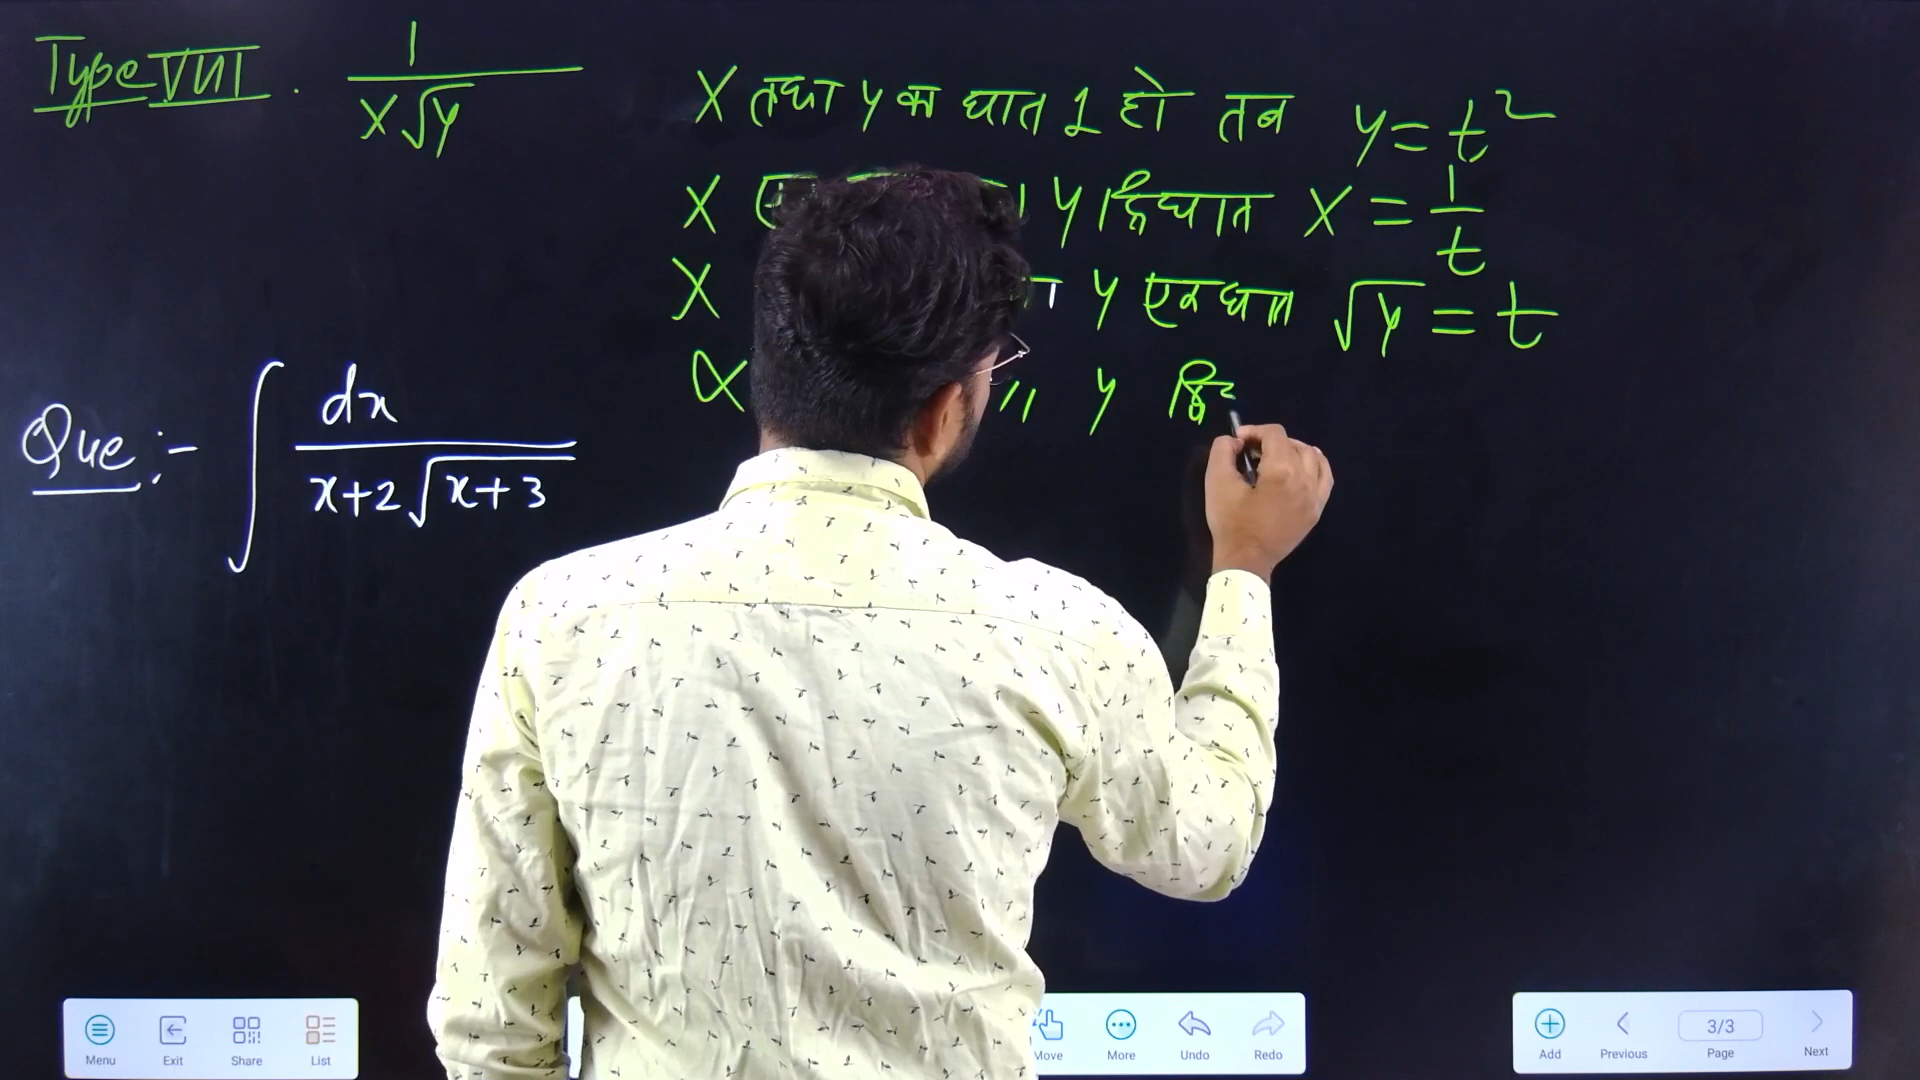 Type VIII. 1/X√y
X तथा y का घात 1 हो तब y = t²
X y द्विघात X = 1/t
X y एकघात √y = t
X // y द्वि
Que :- ∫ dx/x+2√x+3
Menu Exit Share List Move More Undo Redo Add Previous 3/3 Page Next